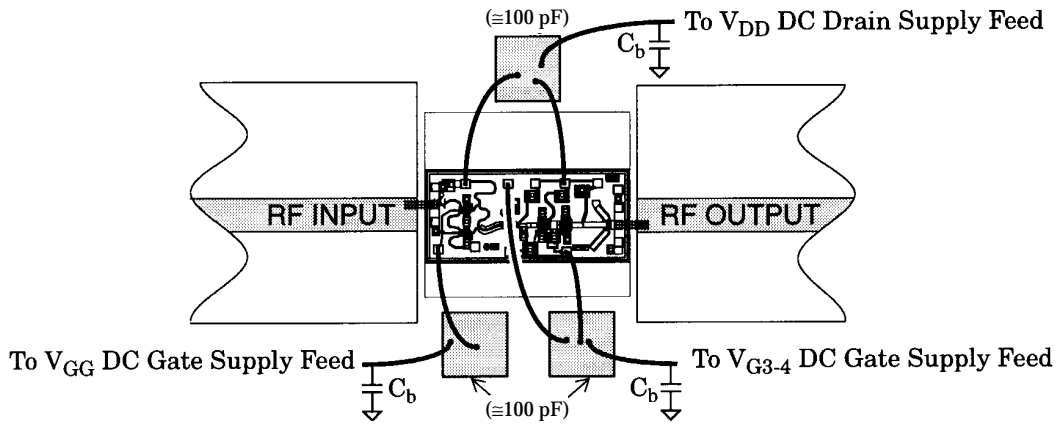 (≅100 pF)
To V_DD DC Drain Supply Feed
C_b
RF INPUT
RF OUTPUT
To V_GG DC Gate Supply Feed
To V_G3-4 DC Gate Supply Feed
C_b
C_b
(≅100 pF)